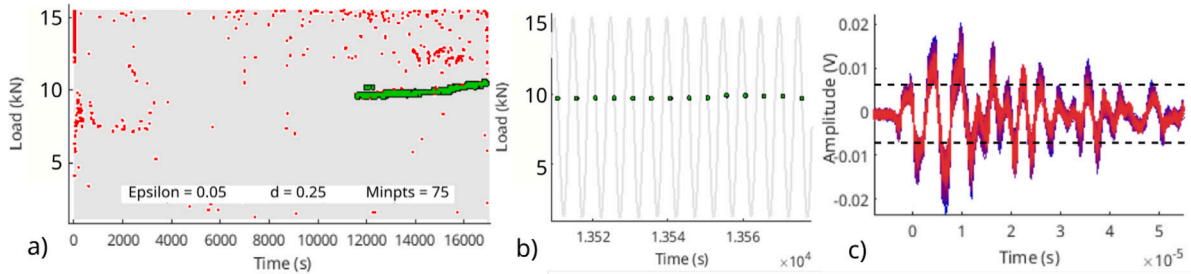 15
10
5
Load (kN)
Epsilon = 0.05 d = 0.25 Minpts = 75
0 2000 4000 6000 8000 10000 12000 14000 16000
Time (s)
a)
15
10
5
Load (kN)
1.352 1.354 1.356
Time (s)
×10⁴
b)
0.02
0.01
0
-0.01
-0.02
Amplitude (V)
0 1 2 3 4 5
Time (s)
×10⁻⁵
c)